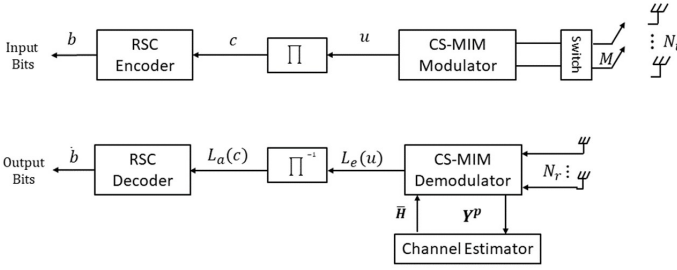 Input
Bits
b
RSC
Encoder
c
∏
u
CS-MIM
Modulator
Switch
M
⋮ N
Output
Bits
b
RSC
Decoder
L_a(c)
∏⁻¹
L_e(u)
CS-MIM
Demodulator
N_r ⋮
H̅
Y^p
Channel Estimator